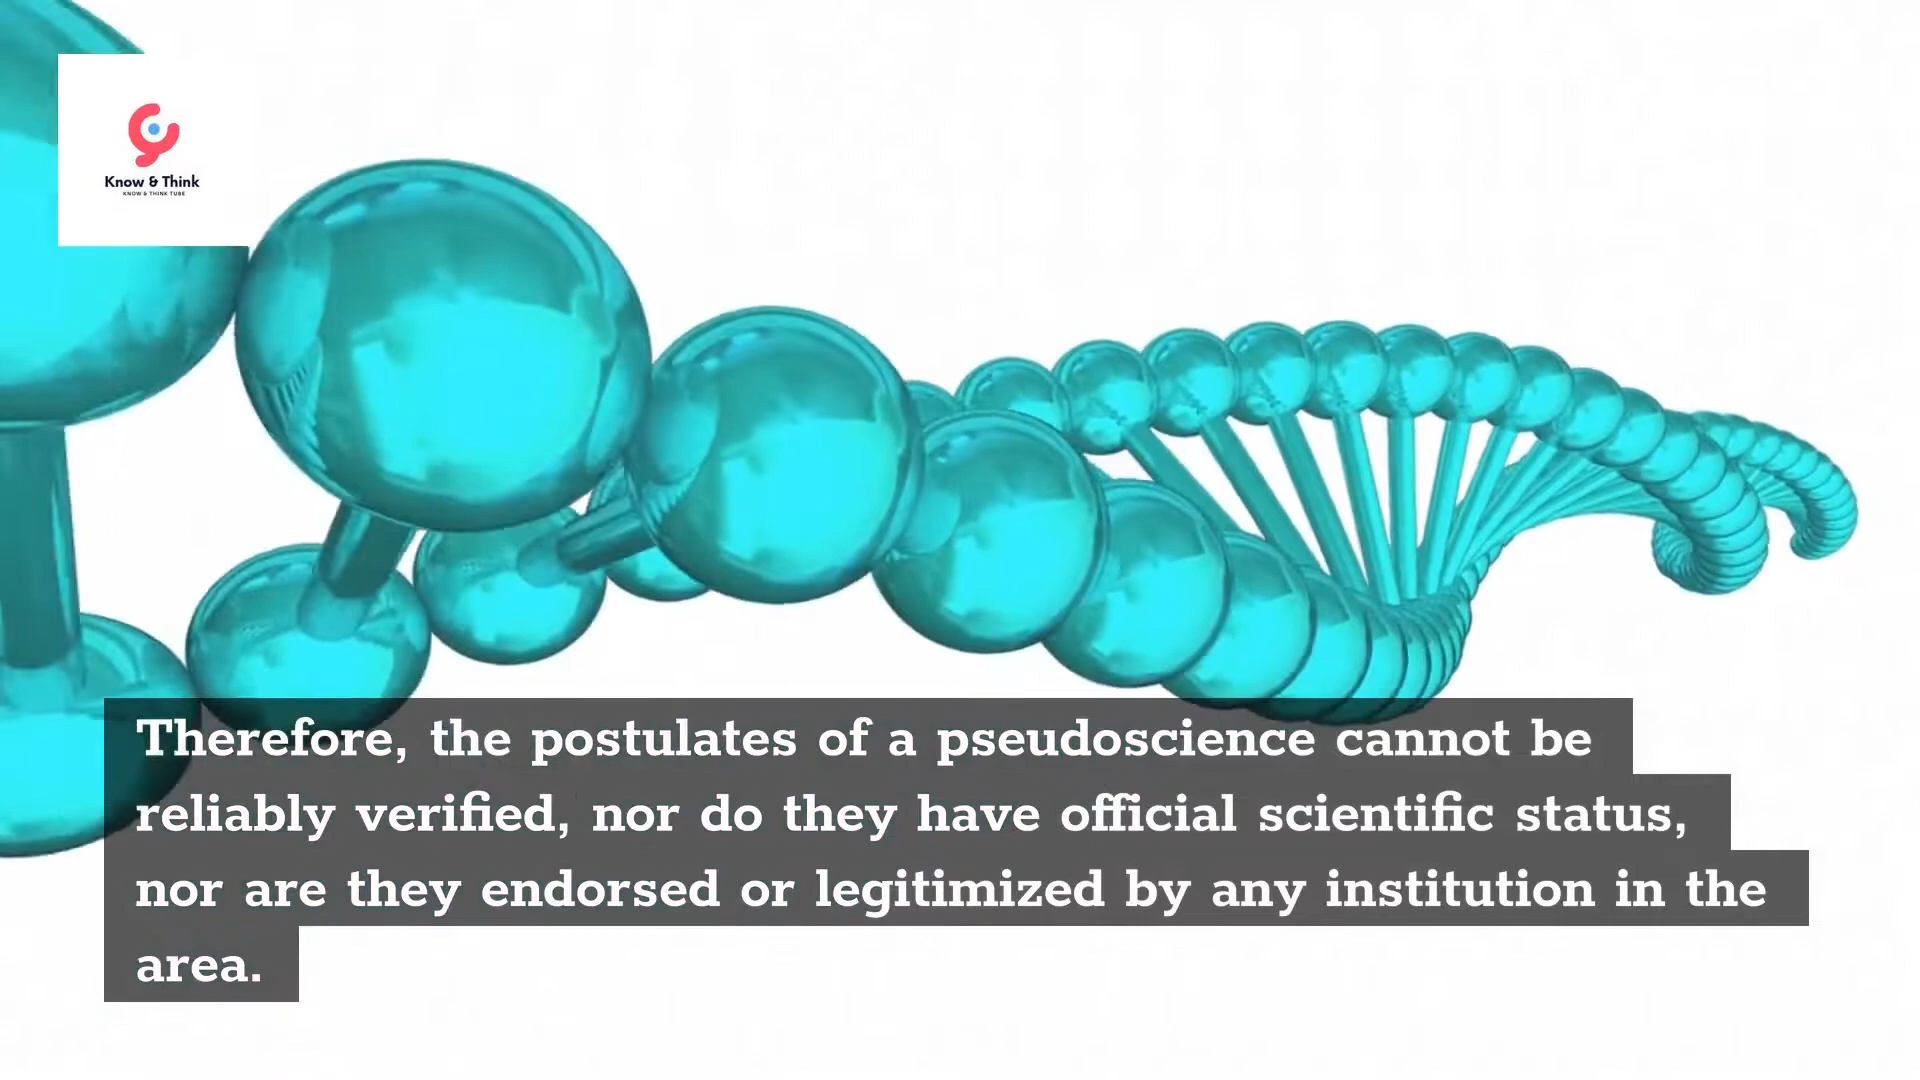 Know & Think
KNOW & THINK TUBE
Therefore, the postulates of a pseudoscience cannot be
reliably verified, nor do they have official scientific status,
nor are they endorsed or legitimized by any institution in the
area.